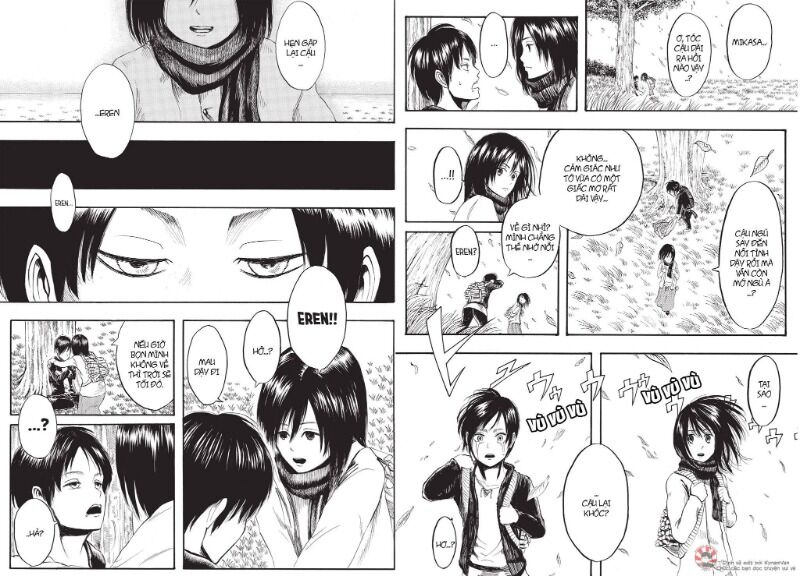 HẸN GẶP
LẠI CẬU
...
...EREN
EREN...
EREN!!
HỞ..?
MAU
DẬY ĐI
NẾU GIỜ
BỌN MÌNH
KHÔNG VỀ
THÌ TRỜI SẼ
TỐI ĐÓ.
...?
...HẢ?
MIKASA...
Ơ, TÓC
CẬU DÀI
RA HỒI
NÀO VẬY
..?
...
CẬU NGỦ
SAY ĐẾN
NỖI TỈNH
DẬY RỒI MÀ
VẪN CÒN
MỚ NGỦ À
...?
KHÔNG...
CẢM GIÁC NHƯ
TỚ VỪA CÓ MỘT
GIẤC MƠ RẤT
DÀI VẬY...
VỀ GÌ NHỈ?
MÌNH CHẲNG
THỂ NHỚ NỔI
...!!
EREN?
TẠI
SAO
...
VÙ VÙ VÙ
...
CẬU LẠI
KHÓC?
VÙ VÙ VÙ
HƠ..?